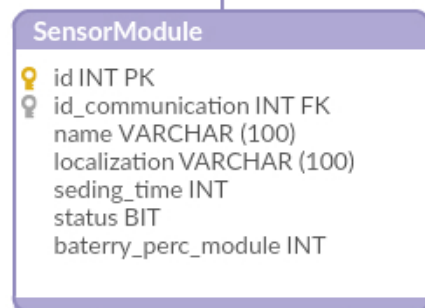 SensorModule
id INT PK
id_communication INT FK
name VARCHAR (100)
localization VARCHAR (100)
seding_time INT
status BIT
baterry_perc_module INT